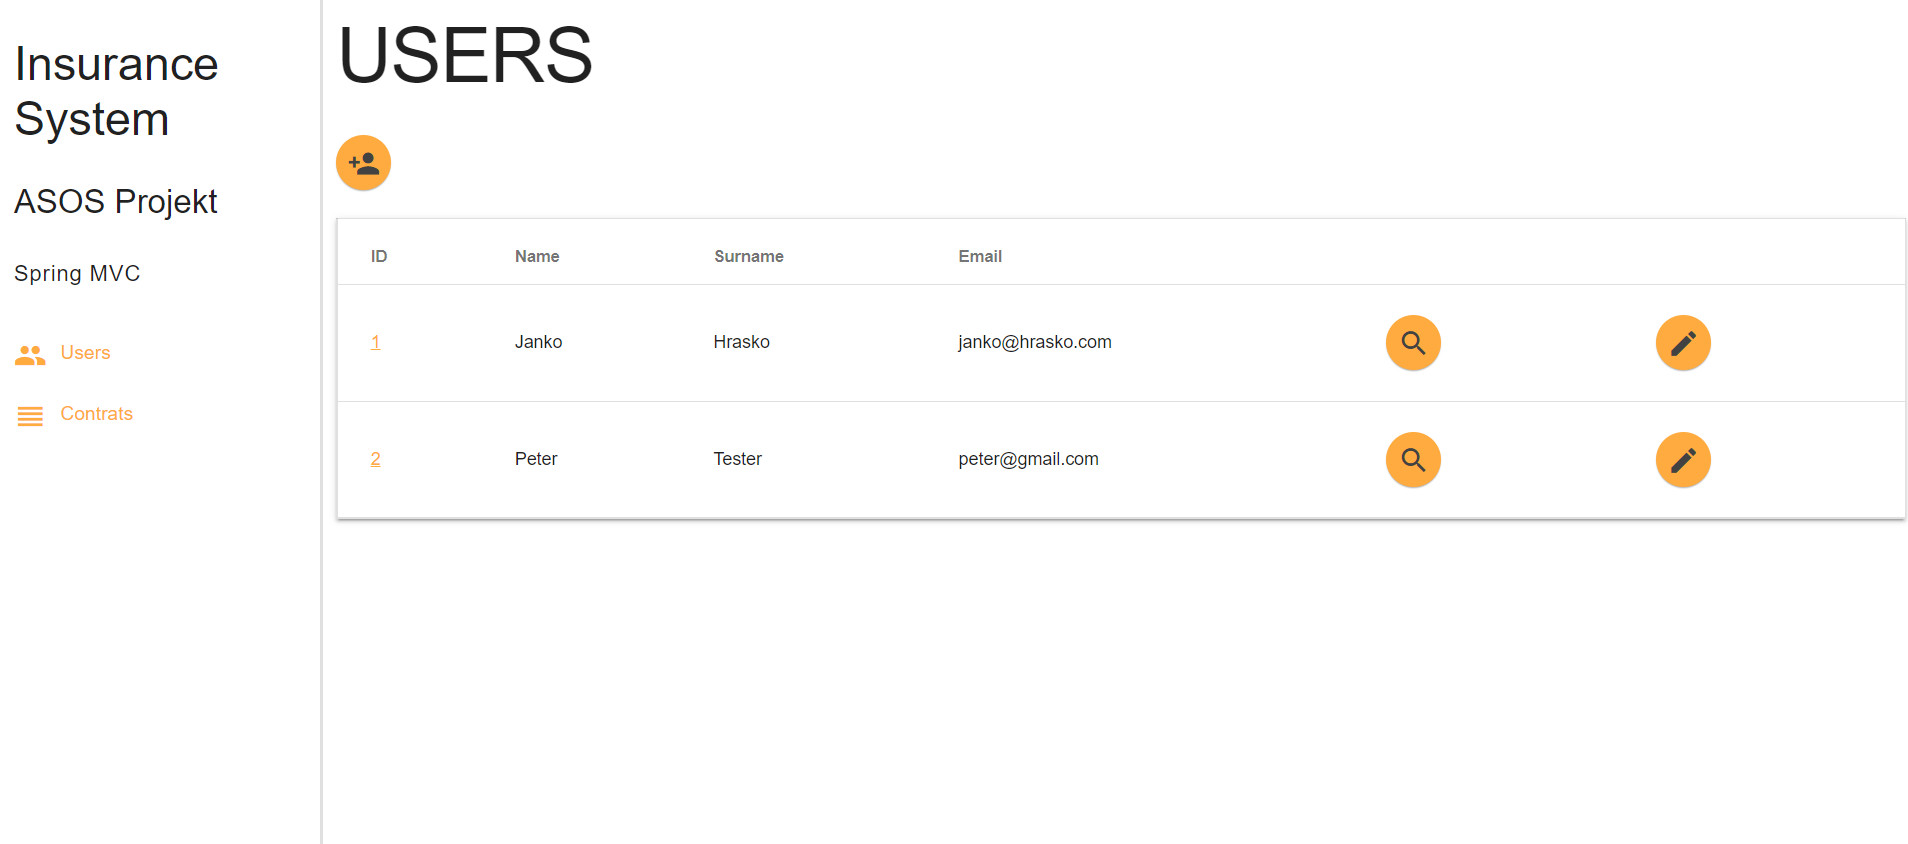 Insurance
System
ASOS Projekt
Spring MVC
Users
Contrats
USERS
ID Name Surname Email
1 Janko Hrasko janko@hrasko.com
2 Peter Tester peter@gmail.com